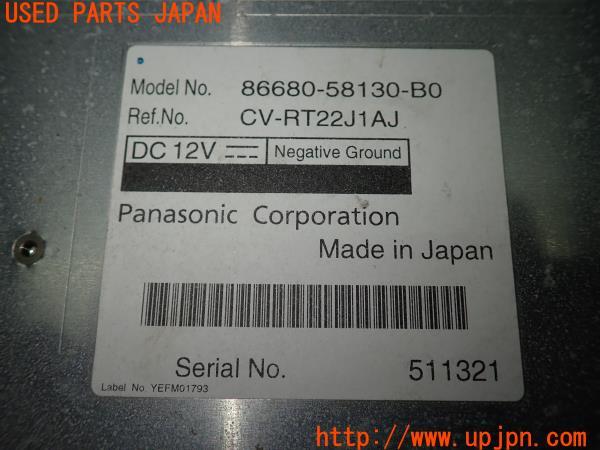 USED PARTS JAPAN
Model No. 86680-58130-B0
Ref.No. CV-RT22J1AJ
DC 12V Negative Ground
Panasonic Corporation
Made in Japan
Serial No. 511321
Label No. YEFM01793
http://www.upjpn.com